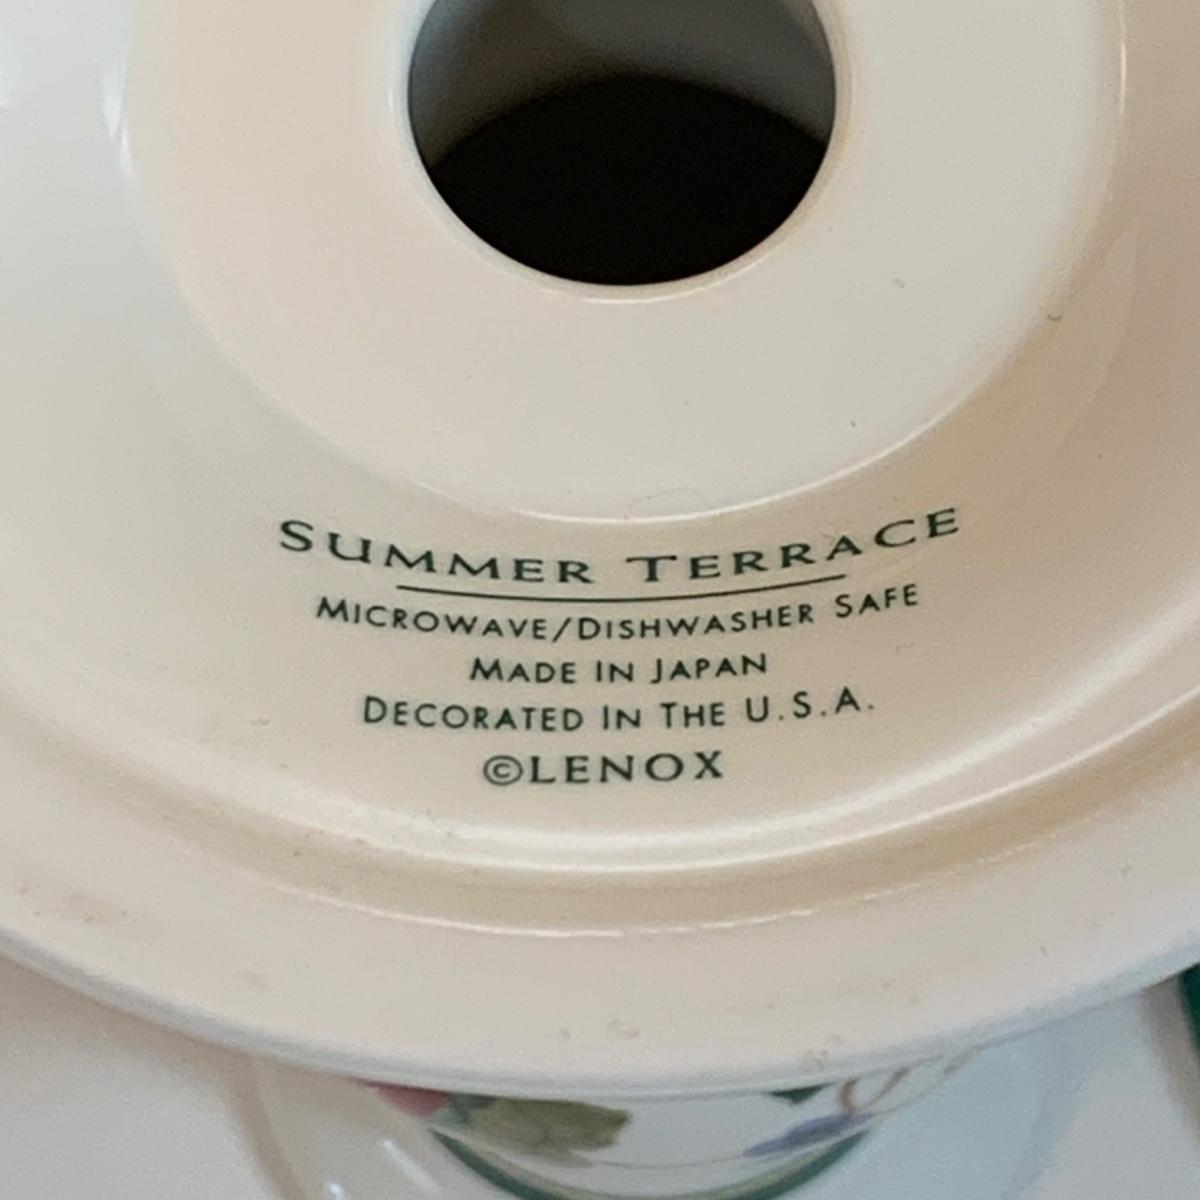 SUMMER TERRACE
MICROWAVE/DISHWASHER SAFE
MADE IN JAPAN
DECORATED IN THE U.S.A.
©LENOX